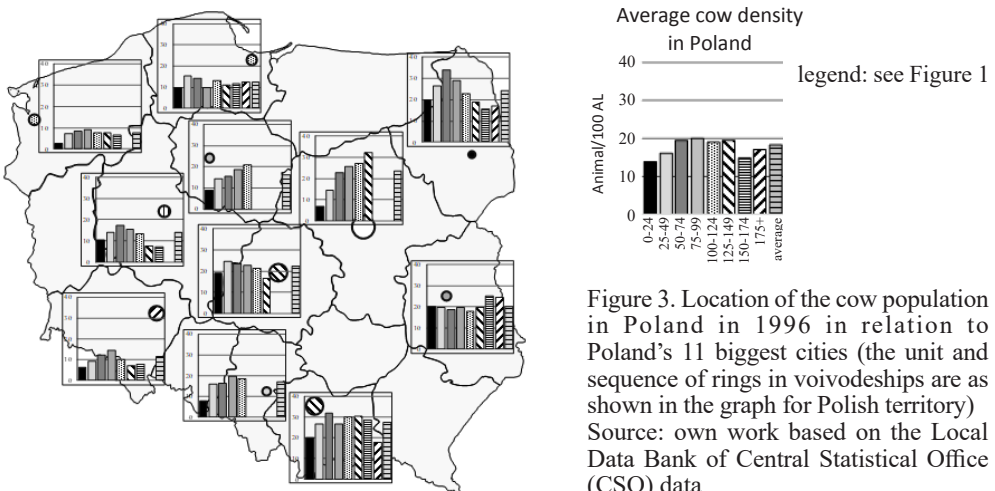 Average cow density
in Poland
legend: see Figure 1
Animal/100 AL
40
30
20
10
0
0-24
25-49
50-74
75-99
100-124
125-149
150-174
175+
average
Figure 3. Location of the cow population
in Poland in 1996 in relation to
Poland's 11 biggest cities (the unit and
sequence of rings in voivodeships are as
shown in the graph for Polish territory)
Source: own work based on the Local
Data Bank of Central Statistical Office
(CSO) data